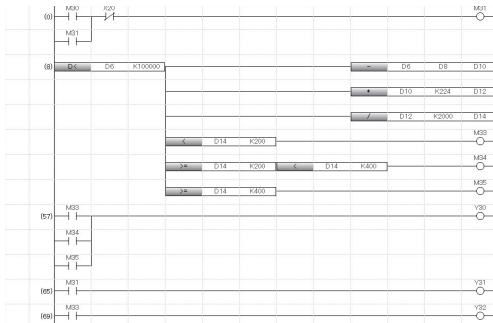 M30 X20 M31
(0)
M31
(8) D< D6 K100000 - D6 D8 D10
* D10 K224 D12
/ D12 K2000 D14
< D14 K200 M33
>= D14 K200 < D14 K400 M34
>= D14 K400 M35
M33 Y30
(57)
M34
M35
M31 Y31
(65)
M33 Y32
(69)